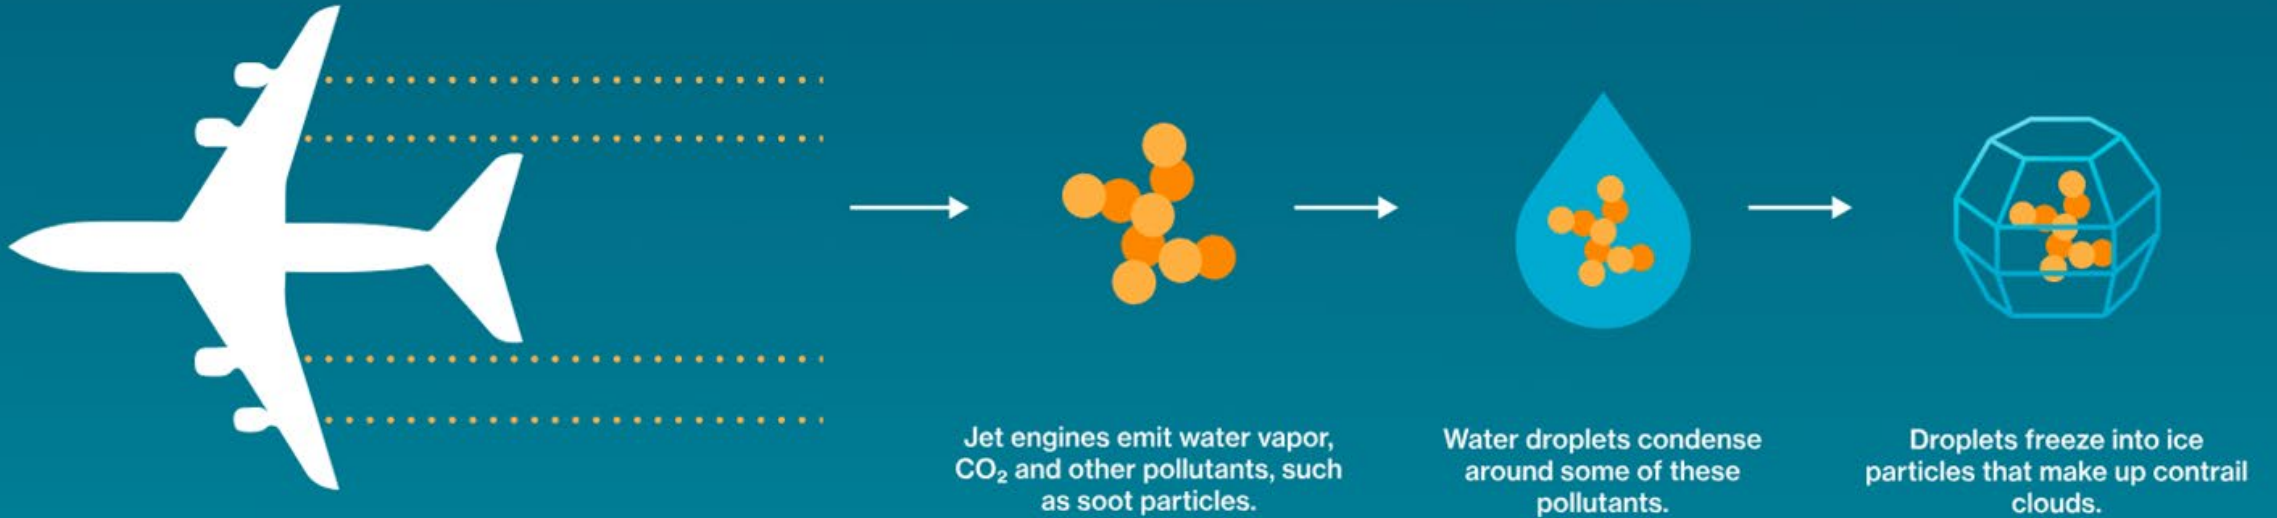 Jet engines emit water vapor,
CO₂ and other pollutants, such
as soot particles.
Water droplets condense
around some of these
pollutants.
Droplets freeze into ice
particles that make up contrail
clouds.